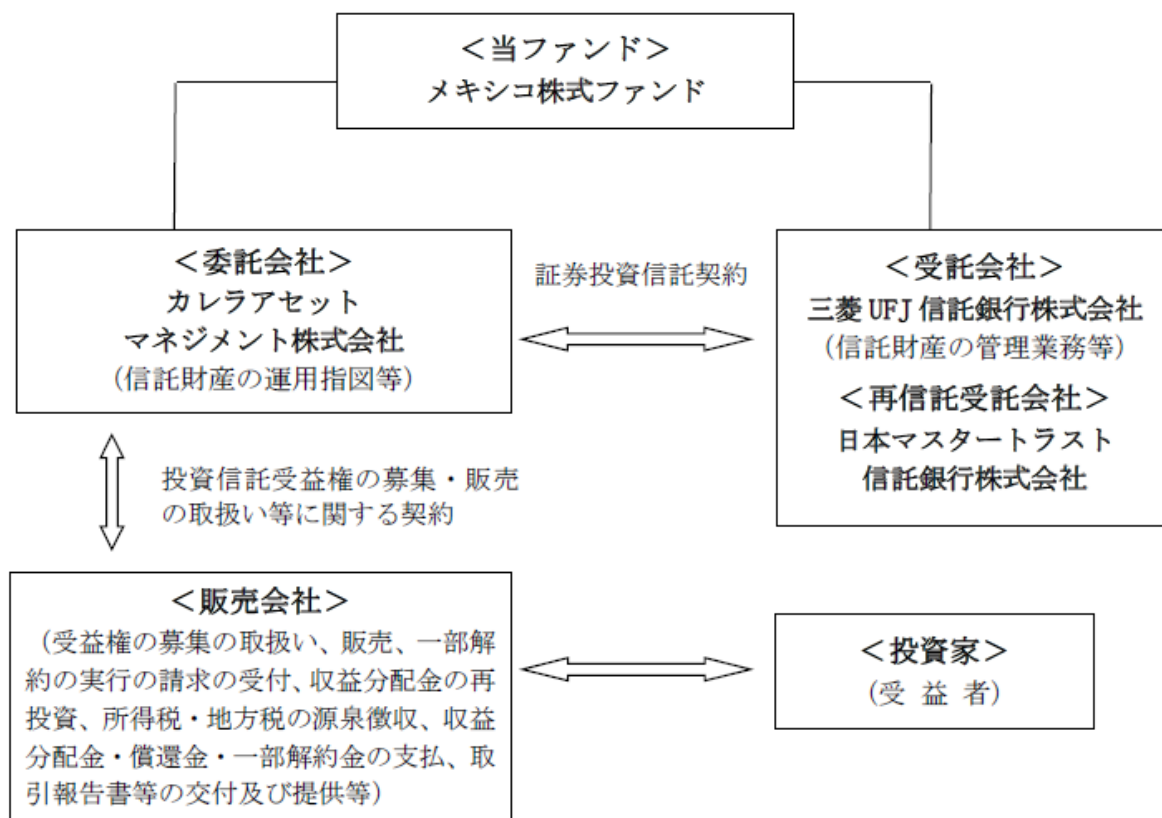 ＜当ファンド＞
メキシコ株式ファンド
＜委託会社＞
カレラアセット
マネジメント株式会社
（信託財産の運用指図等）
証券投資信託契約
＜受託会社＞
三菱 UFJ 信託銀行株式会社
（信託財産の管理業務等）
＜再信託受託会社＞
日本マスタートラスト
信託銀行株式会社
投資信託受益権の募集・販売
の取扱い等に関する契約
＜販売会社＞
（受益権の募集の取扱い、販売、一部解
約の実行の請求の受付、収益分配金の再
投資、所得税・地方税の源泉徴収、収益
分配金・償還金・一部解約金の支払、取
引報告書等の交付及び提供等）
＜投資家＞
（受 益 者）